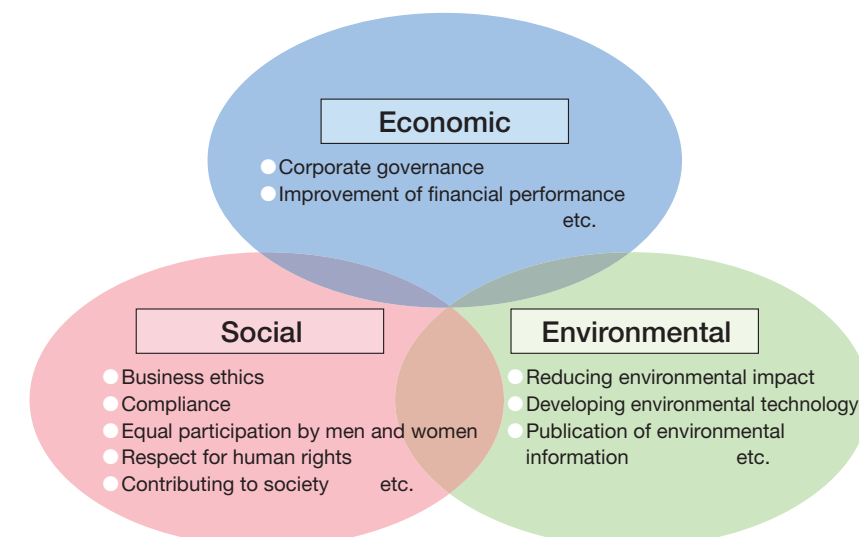 Economic
Corporate governance
Improvement of financial performance
etc.
Social
Business ethics
Compliance
Equal participation by men and women
Respect for human rights
Contributing to society etc.
Environmental
Reducing environmental impact
Developing environmental technology
Publication of environmental
information etc.